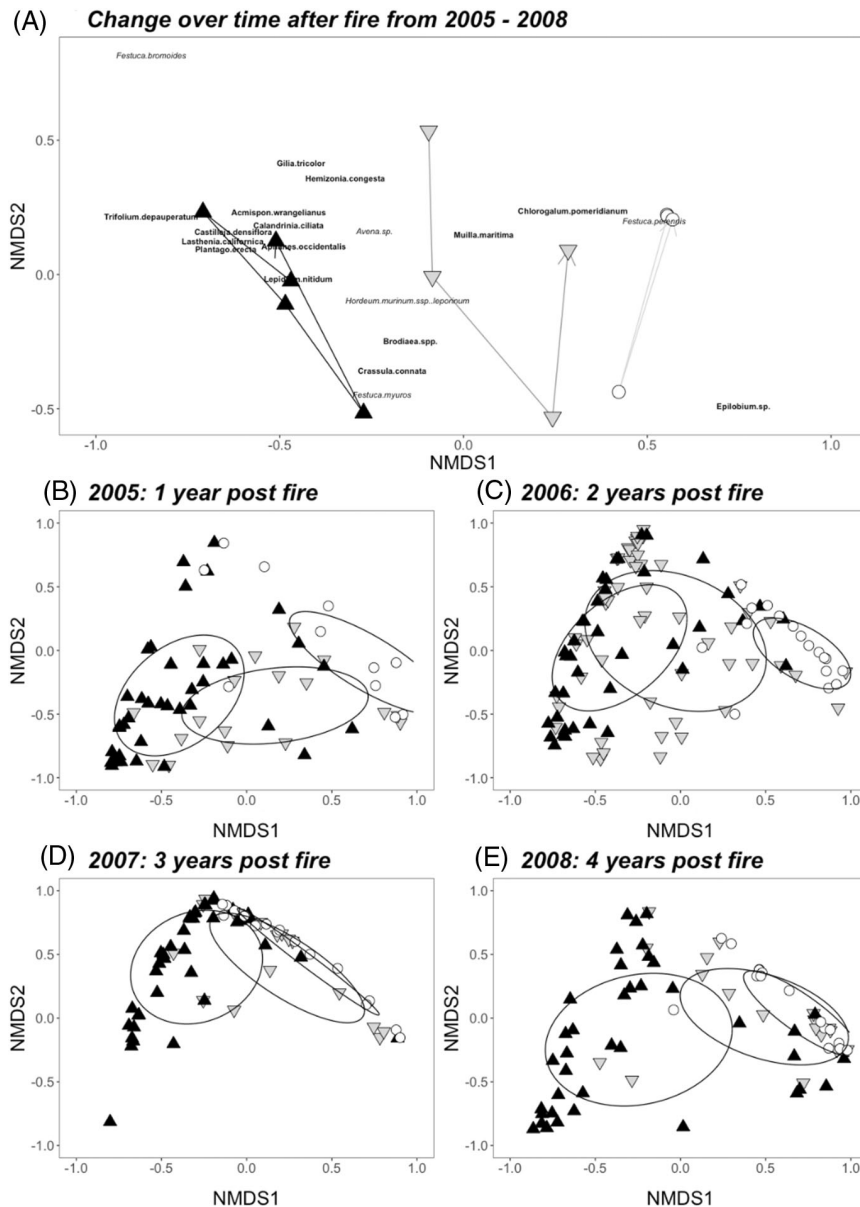 (A) Change over time after fire from 2005 - 2008
Festuca.bromoides
0.5
Gilia.tricolor
Hemizonia.congesta
NMDS2
Trifolium.depauperatum
Acmispon.wrangelianus
Chlorogalum.pomeridianum
Calandrinia.ciliata
Festuca.perennis
Castilleja.densiflora
Avena.sp.
Muilla.maritima
Lasthenia.californica
Aphanes.occidentalis
Plantago.erecta
0.0
Lepidium.nitidum
Hordeum.murinum.ssp..leporinum
Brodiaea.spp.
Crassula.connata
Festuca.myuros
-0.5
Epilobium.sp.
-1.0 -0.5 0.0 0.5 1.0
NMDS1
(B) 2005: 1 year post fire
1.0
0.5
NMDS2
0.0
-0.5
-1.0
-1.0 -0.5 0.0 0.5 1.0
NMDS1
(C) 2006: 2 years post fire
1.0
0.5
NMDS2
0.0
-0.5
-1.0
-1.0 -0.5 0.0 0.5 1.0
NMDS1
(D) 2007: 3 years post fire
1.0
0.5
NMDS2
0.0
-0.5
-1.0
-1.0 -0.5 0.0 0.5 1.0
NMDS1
(E) 2008: 4 years post fire
1.0
0.5
NMDS2
0.0
-0.5
-1.0
-1.0 -0.5 0.0 0.5 1.0
NMDS1